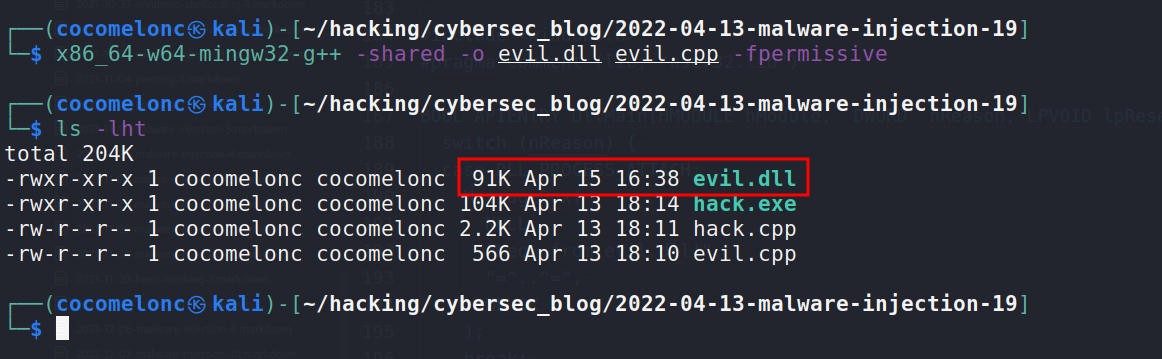 ┌──(cocomelonc㉿kali)-[~/hacking/cybersec_blog/2022-04-13-malware-injection-19]
└─$ x86_64-w64-mingw32-g++ -shared -o evil.dll evil.cpp -fpermissive
┌──(cocomelonc㉿kali)-[~/hacking/cybersec_blog/2022-04-13-malware-injection-19]
└─$ ls -lht
total 204K
-rwxr-xr-x 1 cocomelonc cocomelonc  91K Apr 15 16:38 evil.dll
-rwxr-xr-x 1 cocomelonc cocomelonc 104K Apr 13 18:14 hack.exe
-rw-r--r-- 1 cocomelonc cocomelonc 2.2K Apr 13 18:11 hack.cpp
-rw-r--r-- 1 cocomelonc cocomelonc  566 Apr 13 18:10 evil.cpp
┌──(cocomelonc㉿kali)-[~/hacking/cybersec_blog/2022-04-13-malware-injection-19]
└─$